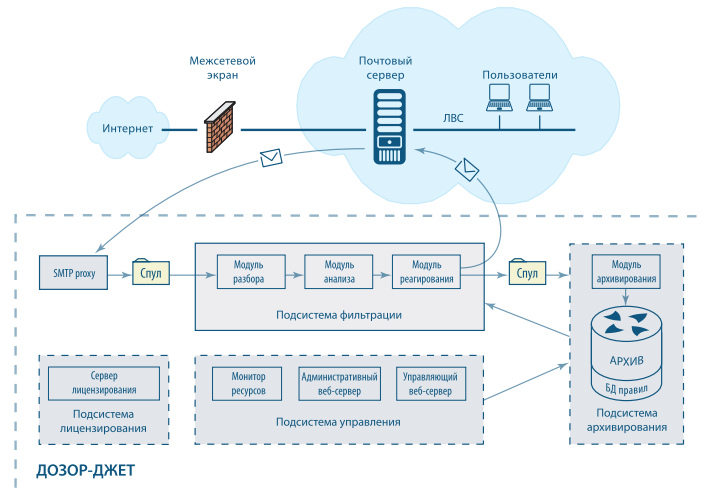 Межсетевой
экран
Почтовый
сервер
Пользователи
Интернет
ЛВС
SMTP proxy
Спул
Модуль
разбора
Модуль
анализа
Модуль
реагирования
Подсистема фильтрации
Спул
Модуль
архивирования
АРХИВ
БД правил
Подсистема
архивирования
Сервер
лицензирования
Подсистема
лицензирования
Монитор
ресурсов
Административный
веб-сервер
Управляющий
веб-сервер
Подсистема управления
ДОЗОР-ДЖЕТ